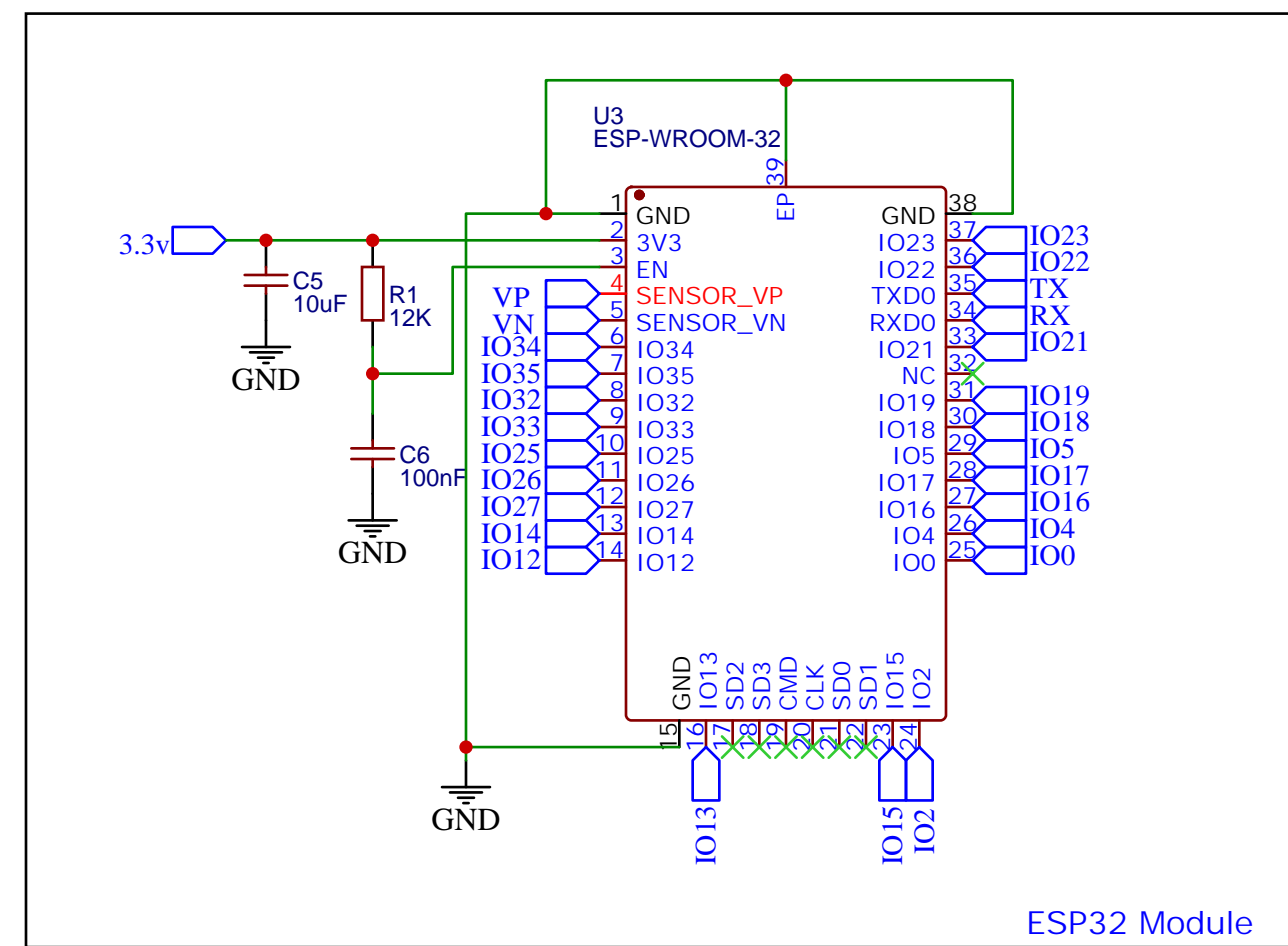 U3
ESP-WROOM-32
39
EP
1
GND
2
3V3
3
EN
4
SENSOR_VP
5
SENSOR_VN
6
IO34
7
IO35
8
IO32
9
IO33
10
IO25
11
IO26
12
IO27
13
IO14
14
IO12
38
GND
37
IO23
36
IO22
35
TXD0
34
RXD0
33
IO21
32
NC
31
IO19
30
IO18
29
IO5
28
IO17
27
IO16
26
IO4
25
IO0
3.3v
C5
10uF
GND
R1
12K
C6
100nF
GND
VP
VN
IO34
IO35
IO32
IO33
IO25
IO26
IO27
IO14
IO12
IO23
IO22
TX
RX
IO21
IO19
IO18
IO5
IO17
IO16
IO4
IO0
GND
IO13
SD2
SD3
CMD
CLK
SD0
SD1
IO15
IO2
15
16
17
18
19
20
21
22
23
24
GND
IO13
IO15
IO2
ESP32 Module